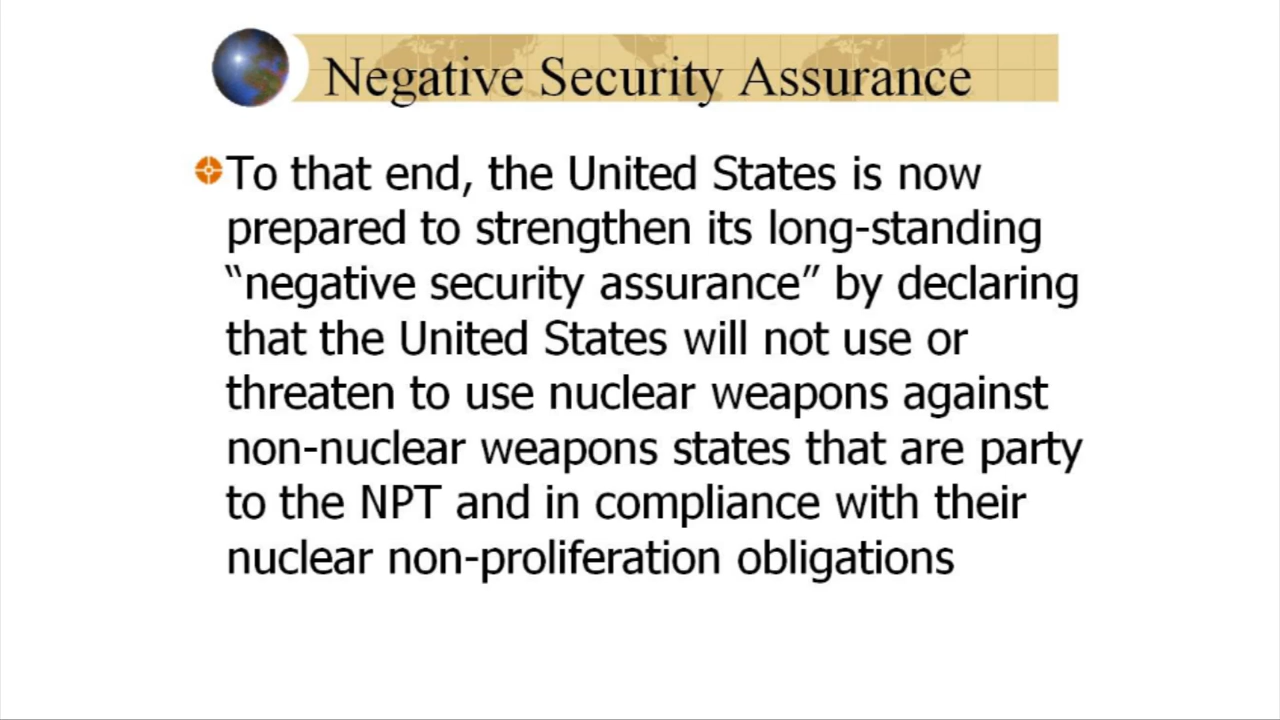 Negative Security Assurance
To that end, the United States is now
prepared to strengthen its long-standing
“negative security assurance” by declaring
that the United States will not use or
threaten to use nuclear weapons against
non-nuclear weapons states that are party
to the NPT and in compliance with their
nuclear non-proliferation obligations